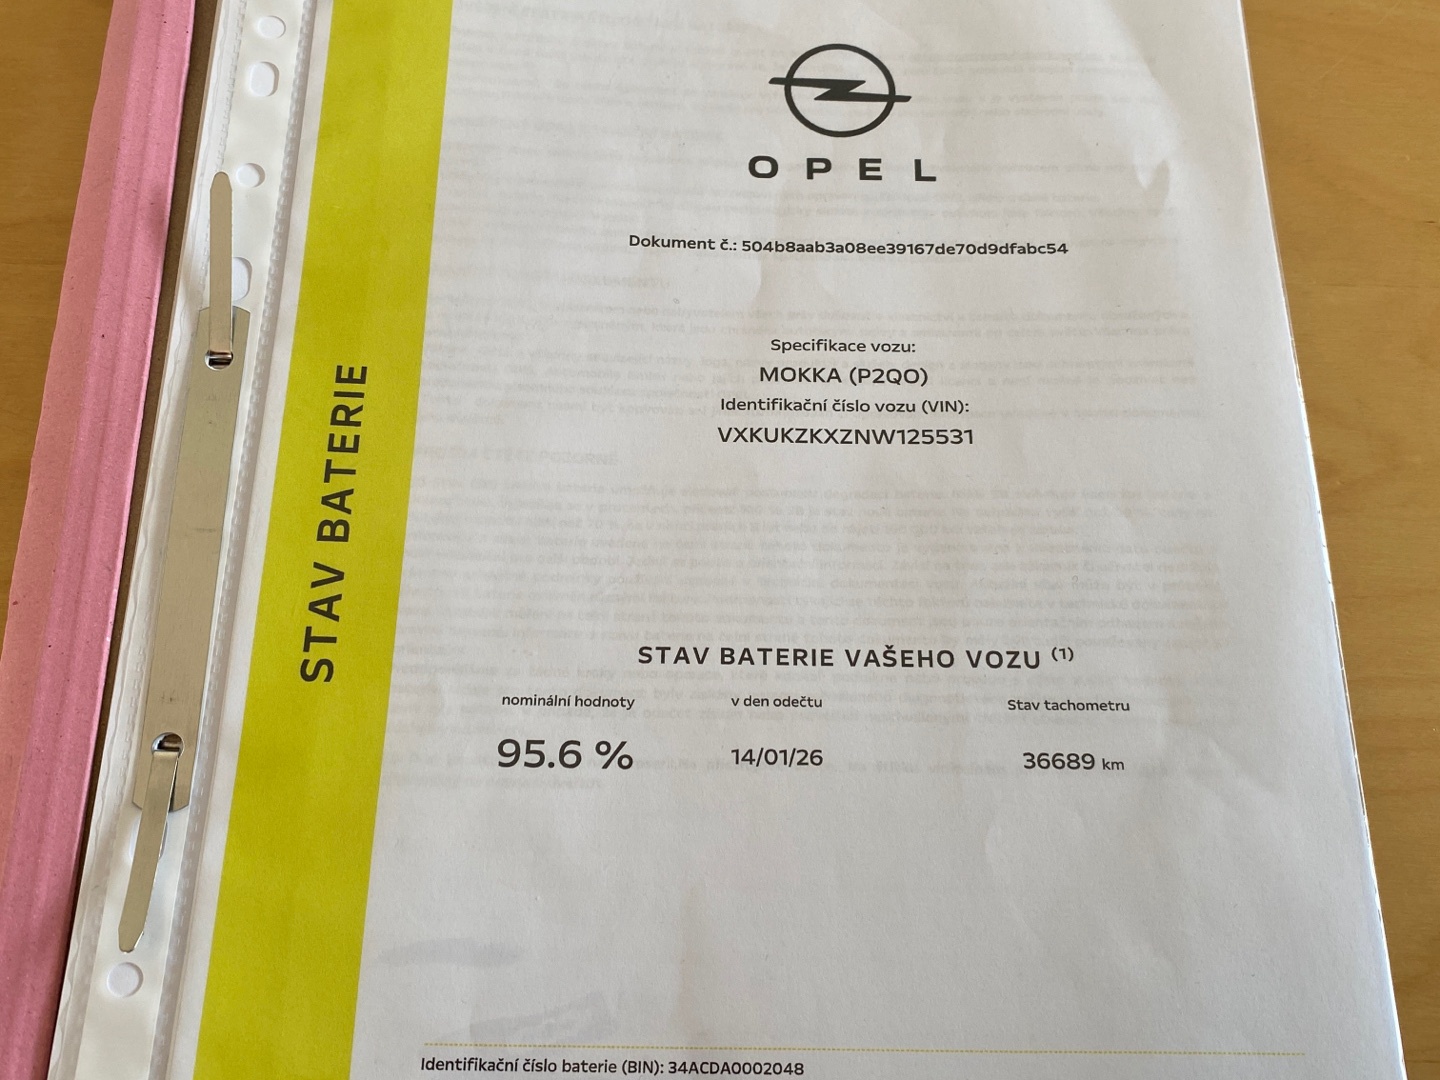 OPEL
Dokument č.: 504b8aab3a08ee39167de70d9dfabc54
Specifikace vozu:
MOKKA (P2QO)
Identifikační číslo vozu (VIN):
VXKUKZKXZNW125531
STAV BATERIE
STAV BATERIE VAŠEHO VOZU (1)
nominální hodnoty v den odečtu Stav tachometru
95.6 % 14/01/26 36689 km
Identifikační číslo baterie (BIN): 34ACDA0002048